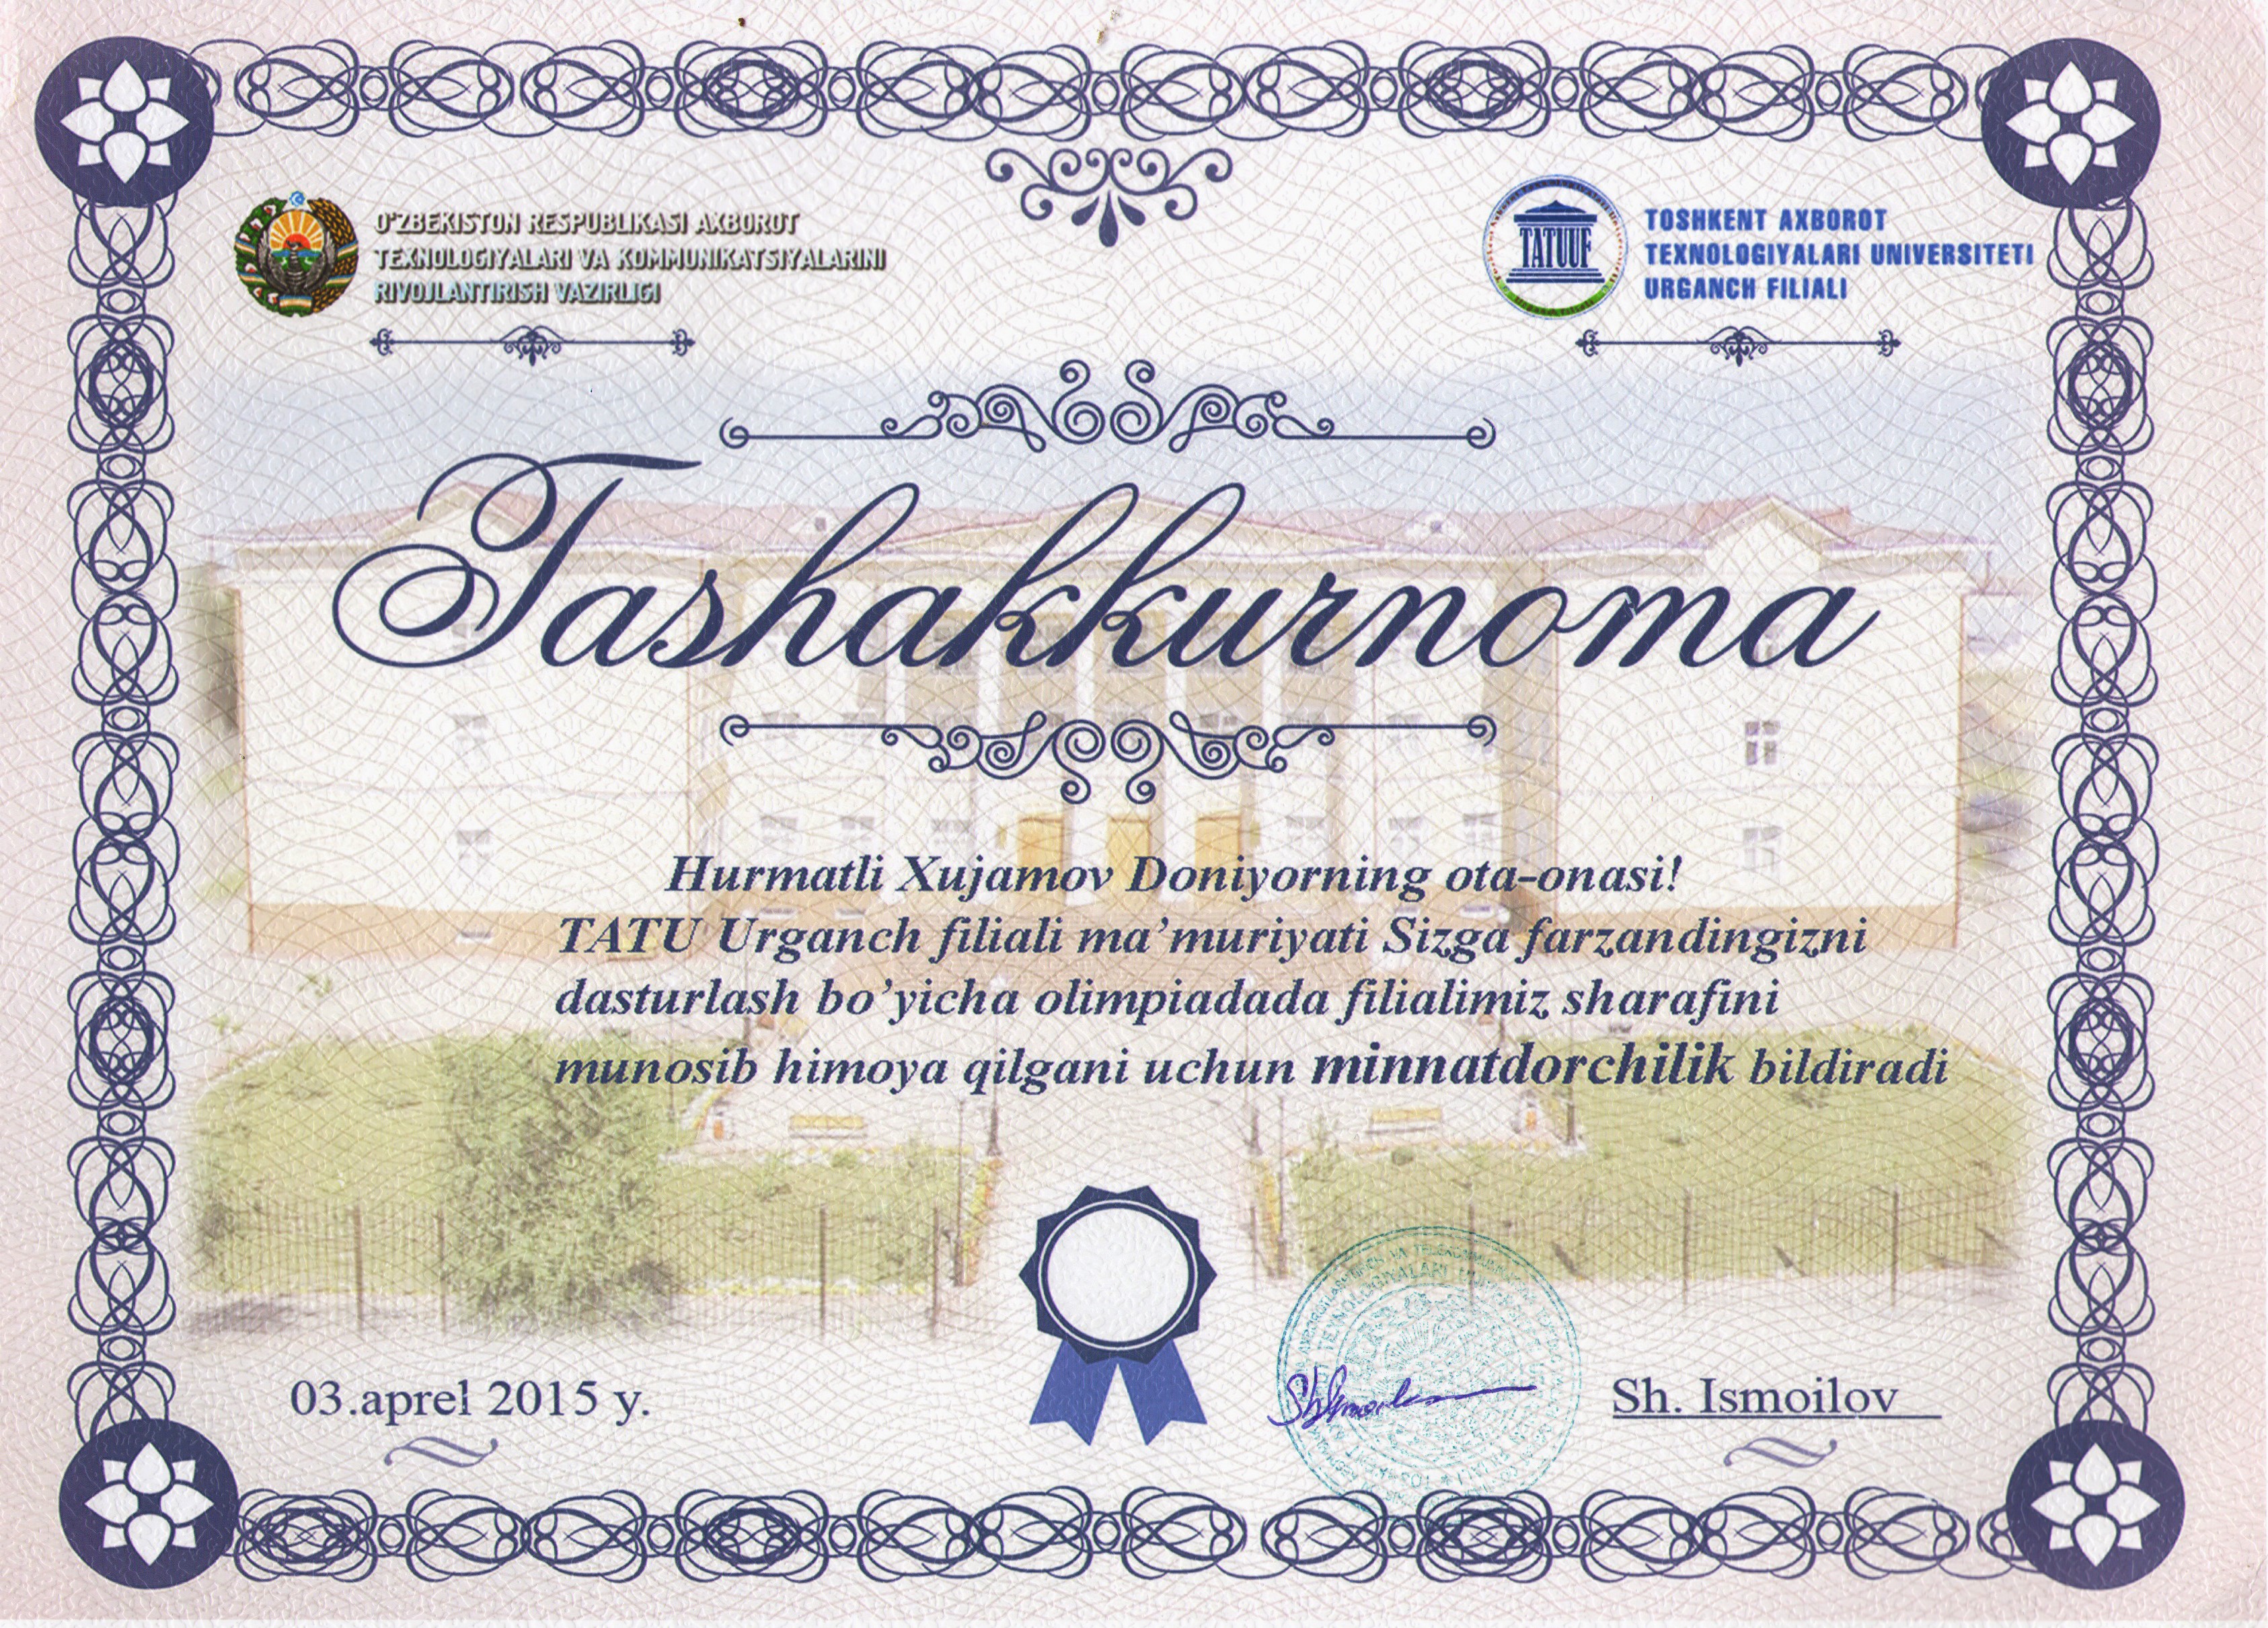 O'ZBEKISTON RESPUBLIKASI AXBOROT
TEXNOLOGIYALARI VA KOMMUNIKATSIYALARINI
RIVOJLANTIRISH VAZIRLIGI
TATUUF
TOSHKENT AXBOROT
TEXNOLOGIYALARI UNIVERSITETI
URGANCH FILIALI
Tashakkurnoma
Hurmatli Xujamov Doniyorning ota-onasi!
TATU Urganch filiali ma’muriyati Sizga farzandingizni
dasturlash bo’yicha olimpiadada filialimiz sharafini
munosib himoya qilgani uchun minnatdorchilik bildiradi
03.aprel 2015 y.
Sh. Ismoilov